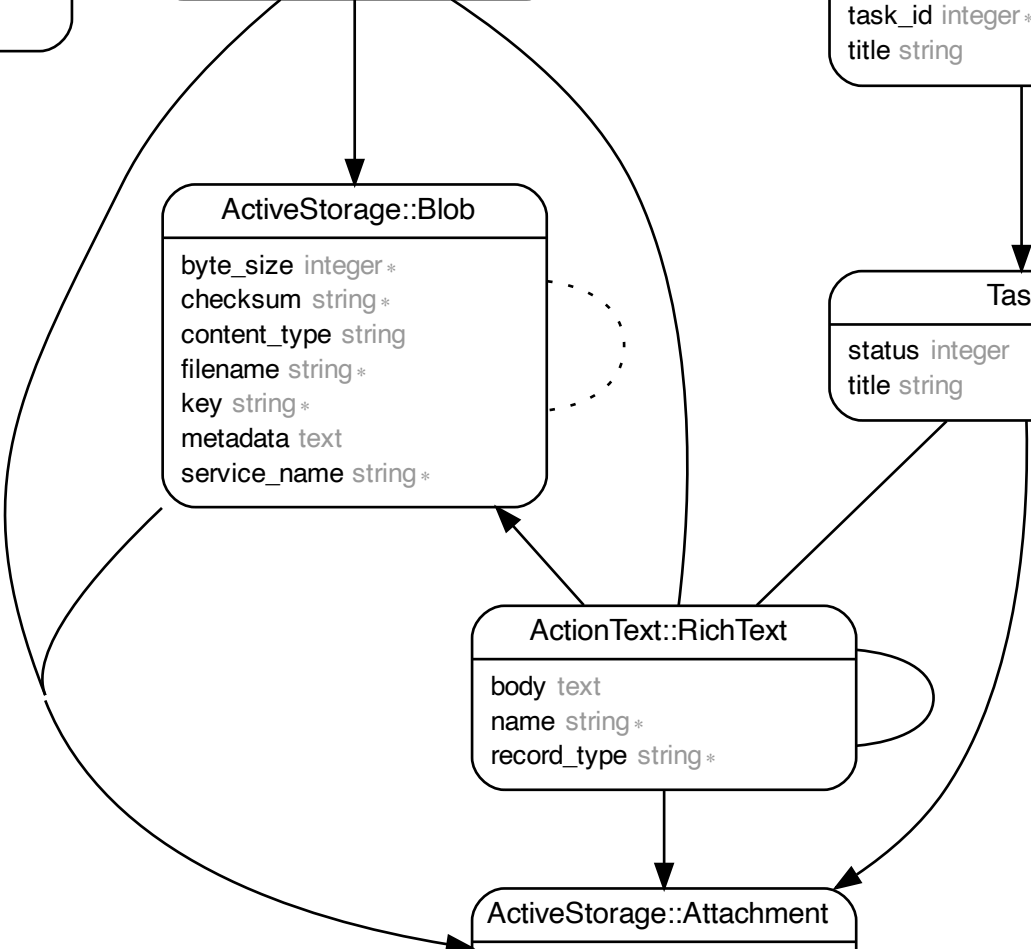 task_id integer*
title string
ActiveStorage::Blob
byte_size integer*
checksum string*
content_type string
filename string*
key string*
metadata text
service_name string*
Tas
status integer
title string
ActionText::RichText
body text
name string*
record_type string*
ActiveStorage::Attachment